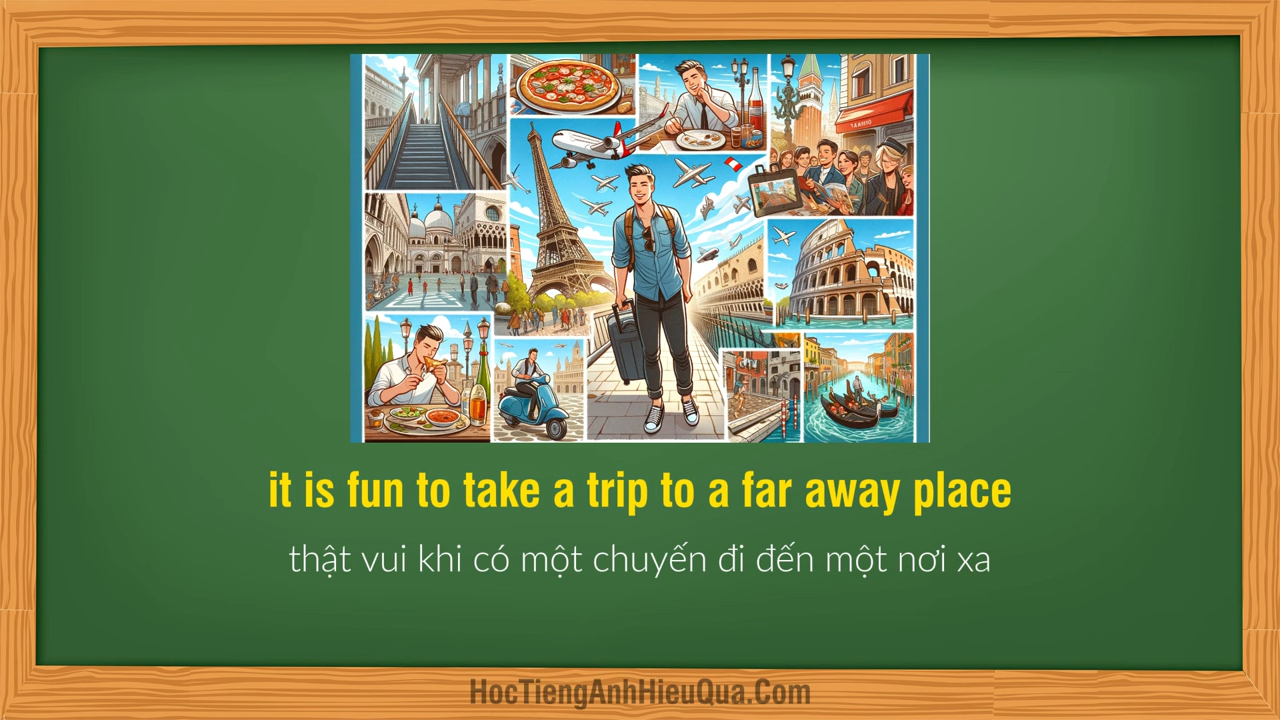 it is fun to take a trip to a far away place
thật vui khi có một chuyến đi đến một nơi xa
HocTiengAnhHieuQua.Com